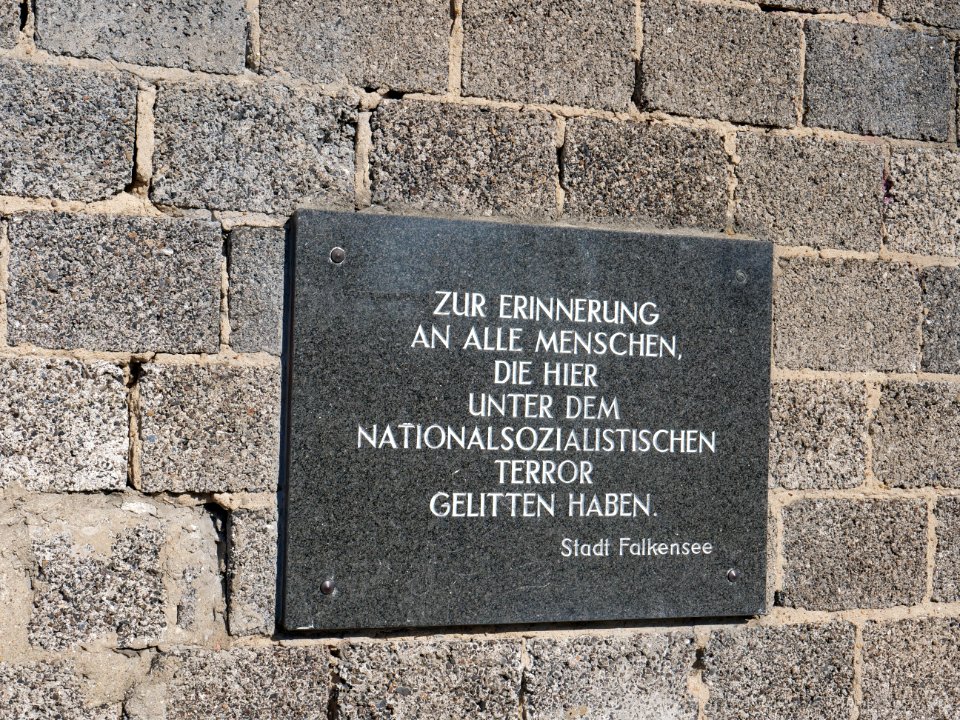 ZUR ERINNERUNG
AN ALLE MENSCHEN,
DIE HIER
UNTER DEM
NATIONALSOZIALISTISCHEN
TERROR
GELITTEN HABEN.
Stadt Falkensee